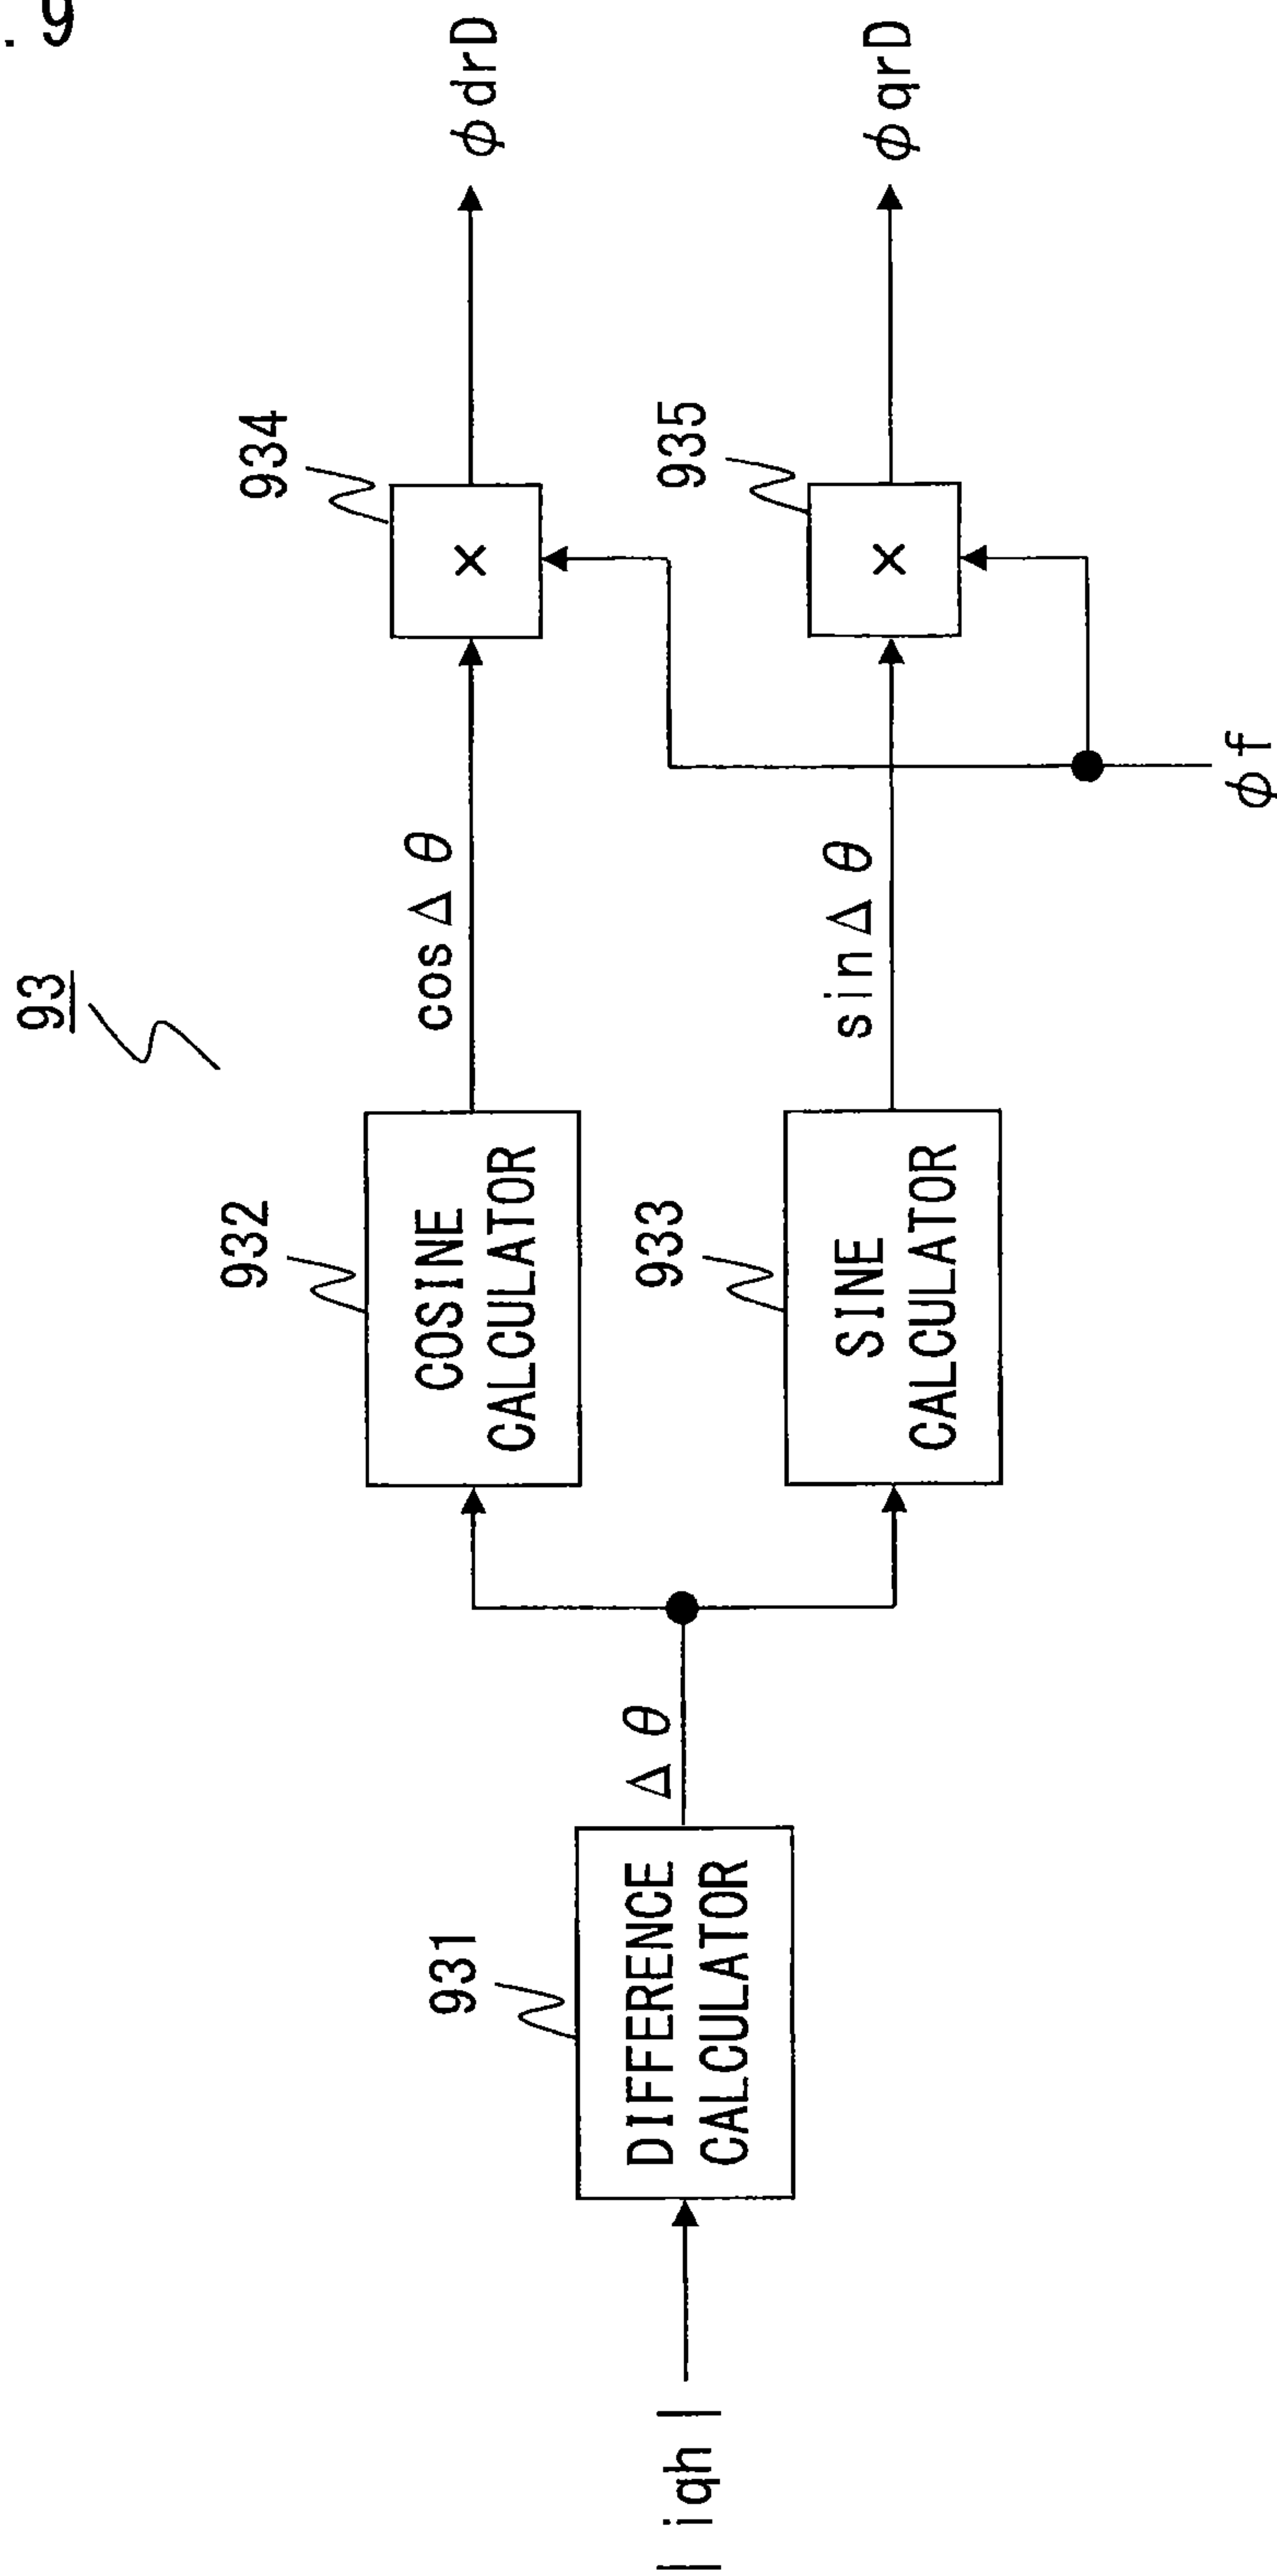 . 9
93
|iqh|
931
DIFFERENCE
CALCULATOR
Δθ
932
COSINE
CALCULATOR
cosΔθ
934
×
φdrD
933
SINE
CALCULATOR
sinΔθ
935
×
φqrD
φf